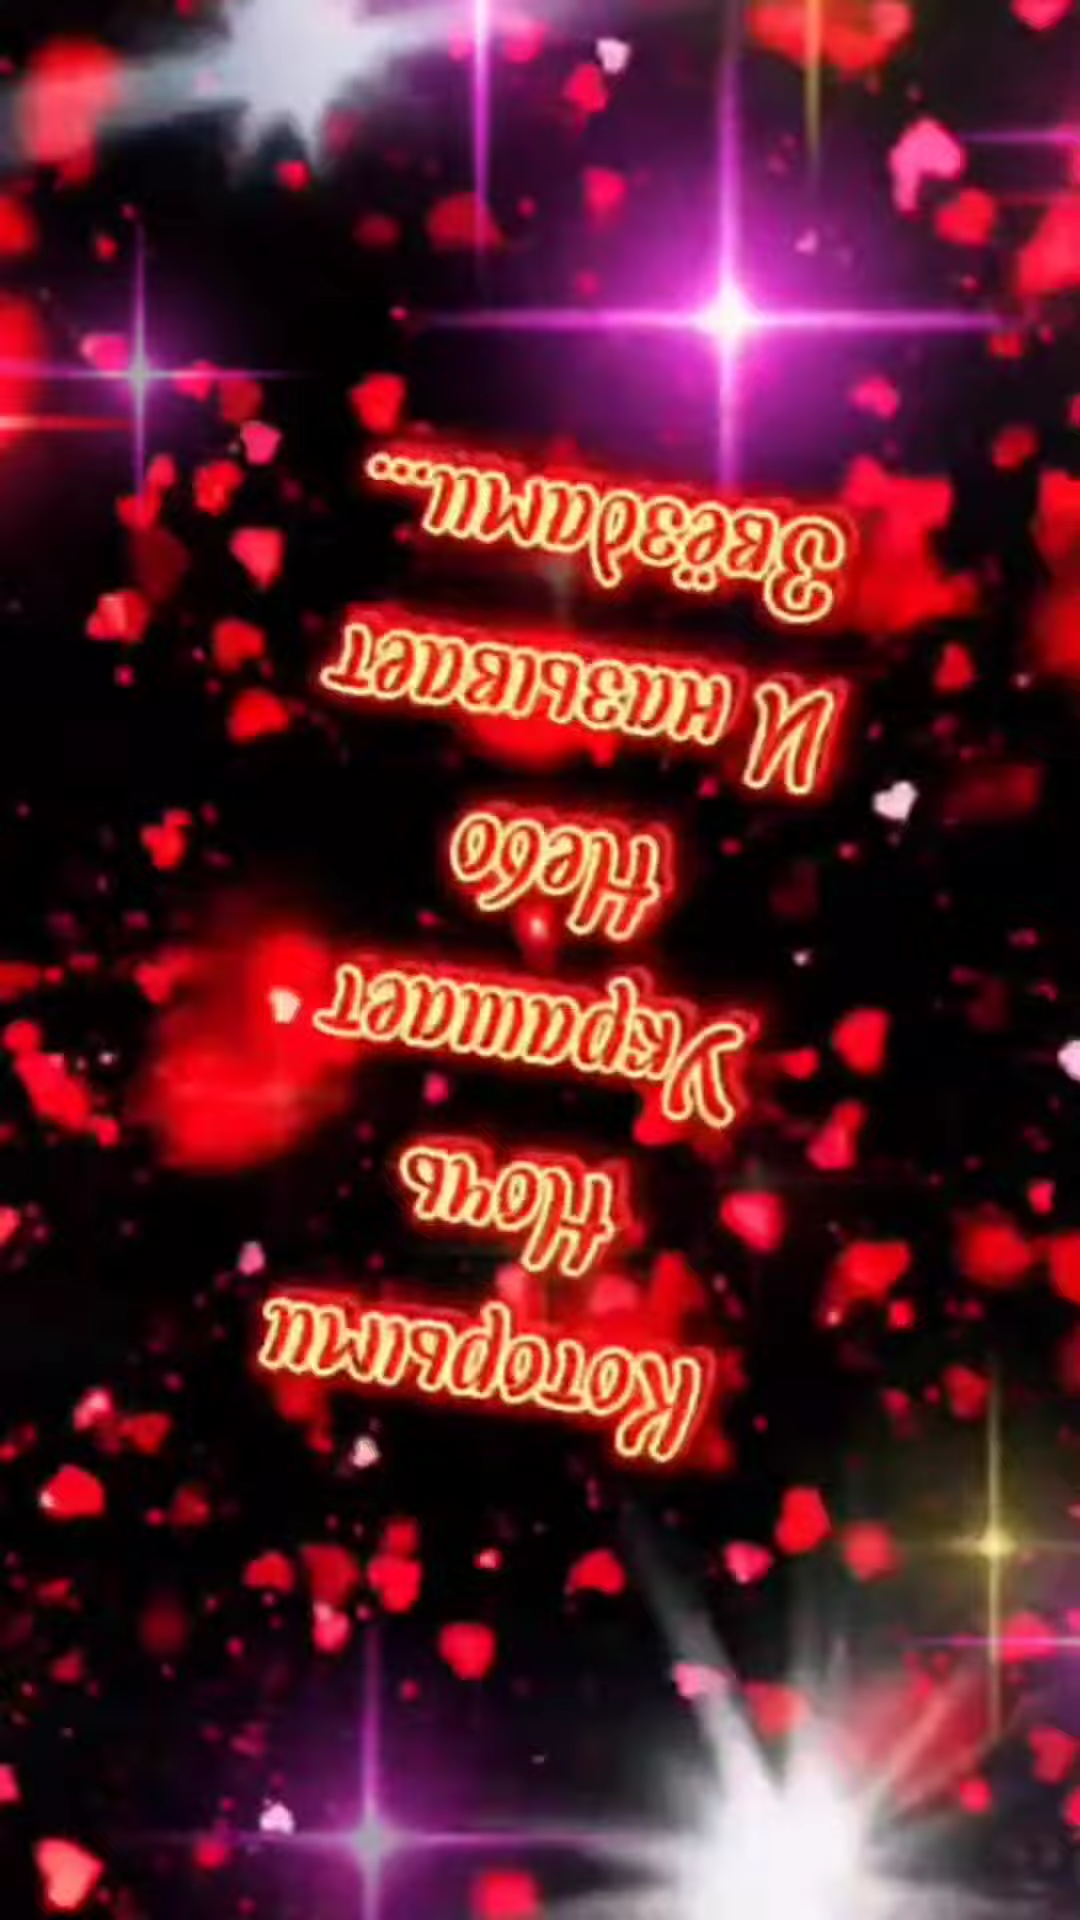 Которыми
Ночь
Украшает
Небо
И называет
Звёздами...